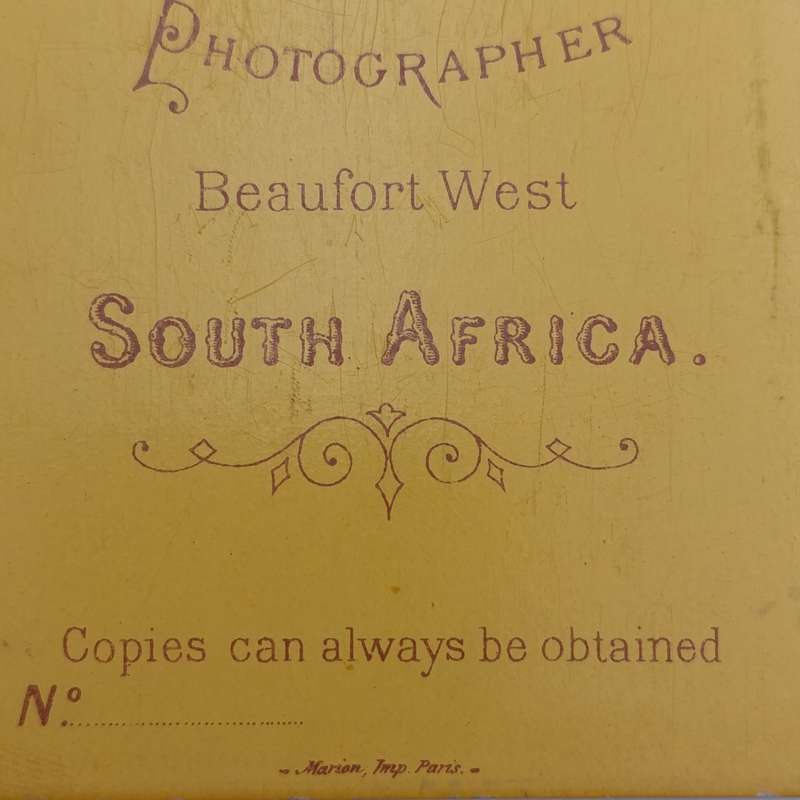 PHOTOGRAPHER
Beaufort West
SOUTH AFRICA.
Copies can always be obtained
No.
Marion, Imp. Paris.